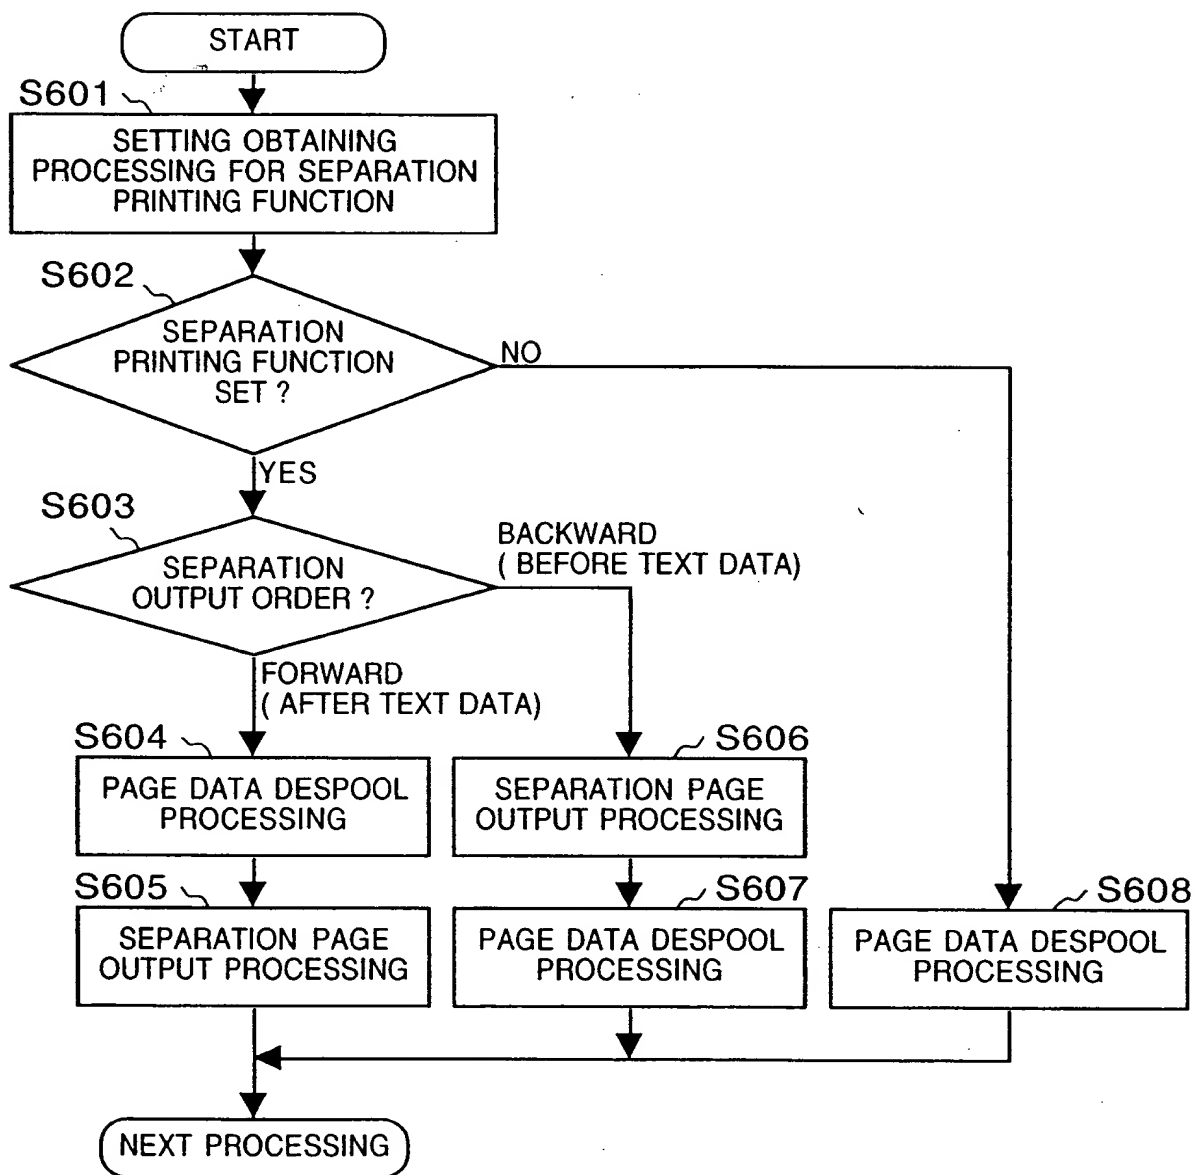 START
S601
SETTING OBTAINING
PROCESSING FOR SEPARATION
PRINTING FUNCTION
S602
SEPARATION
PRINTING FUNCTION
SET ?
NO
YES
S603
SEPARATION
OUTPUT ORDER ?
BACKWARD
( BEFORE TEXT DATA)
FORWARD
( AFTER TEXT DATA)
S604
PAGE DATA DESPOOL
PROCESSING
S606
SEPARATION PAGE
OUTPUT PROCESSING
S605
SEPARATION PAGE
OUTPUT PROCESSING
S607
PAGE DATA DESPOOL
PROCESSING
S608
PAGE DATA DESPOOL
PROCESSING
NEXT PROCESSING